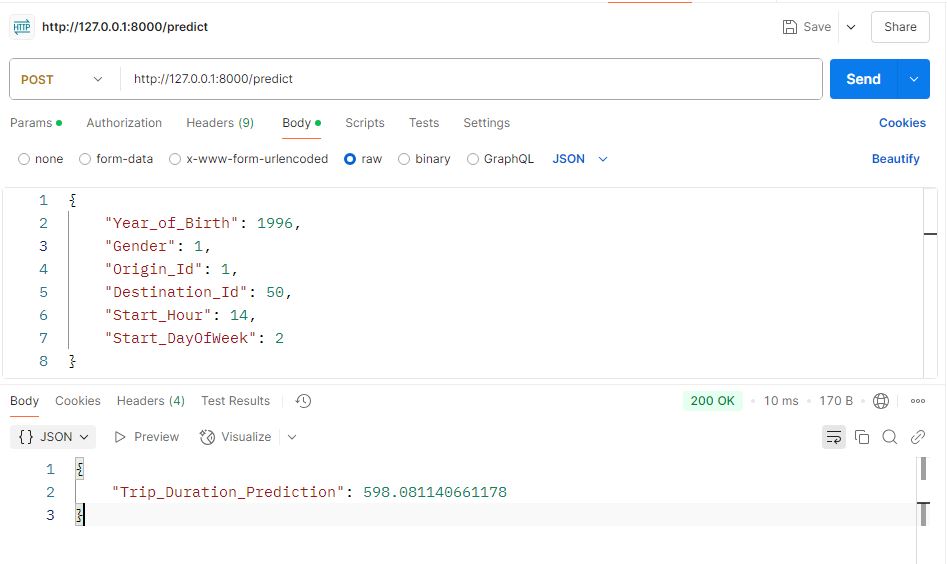 HTTP http://127.0.0.1:8000/predict Save Share
POST http://127.0.0.1:8000/predict Send
Params Authorization Headers (9) Body Scripts Tests Settings Cookies
none form-data x-www-form-urlencoded raw binary GraphQL JSON Beautify
1 {
2 "Year_of_Birth": 1996,
3 "Gender": 1,
4 "Origin_Id": 1,
5 "Destination_Id": 50,
6 "Start_Hour": 14,
7 "Start_DayOfWeek": 2
8 }
Body Cookies Headers (4) Test Results 200 OK • 10 ms • 170 B •
{} JSON Preview Visualize
1 {
2 "Trip_Duration_Prediction": 598.081140661178
3 }